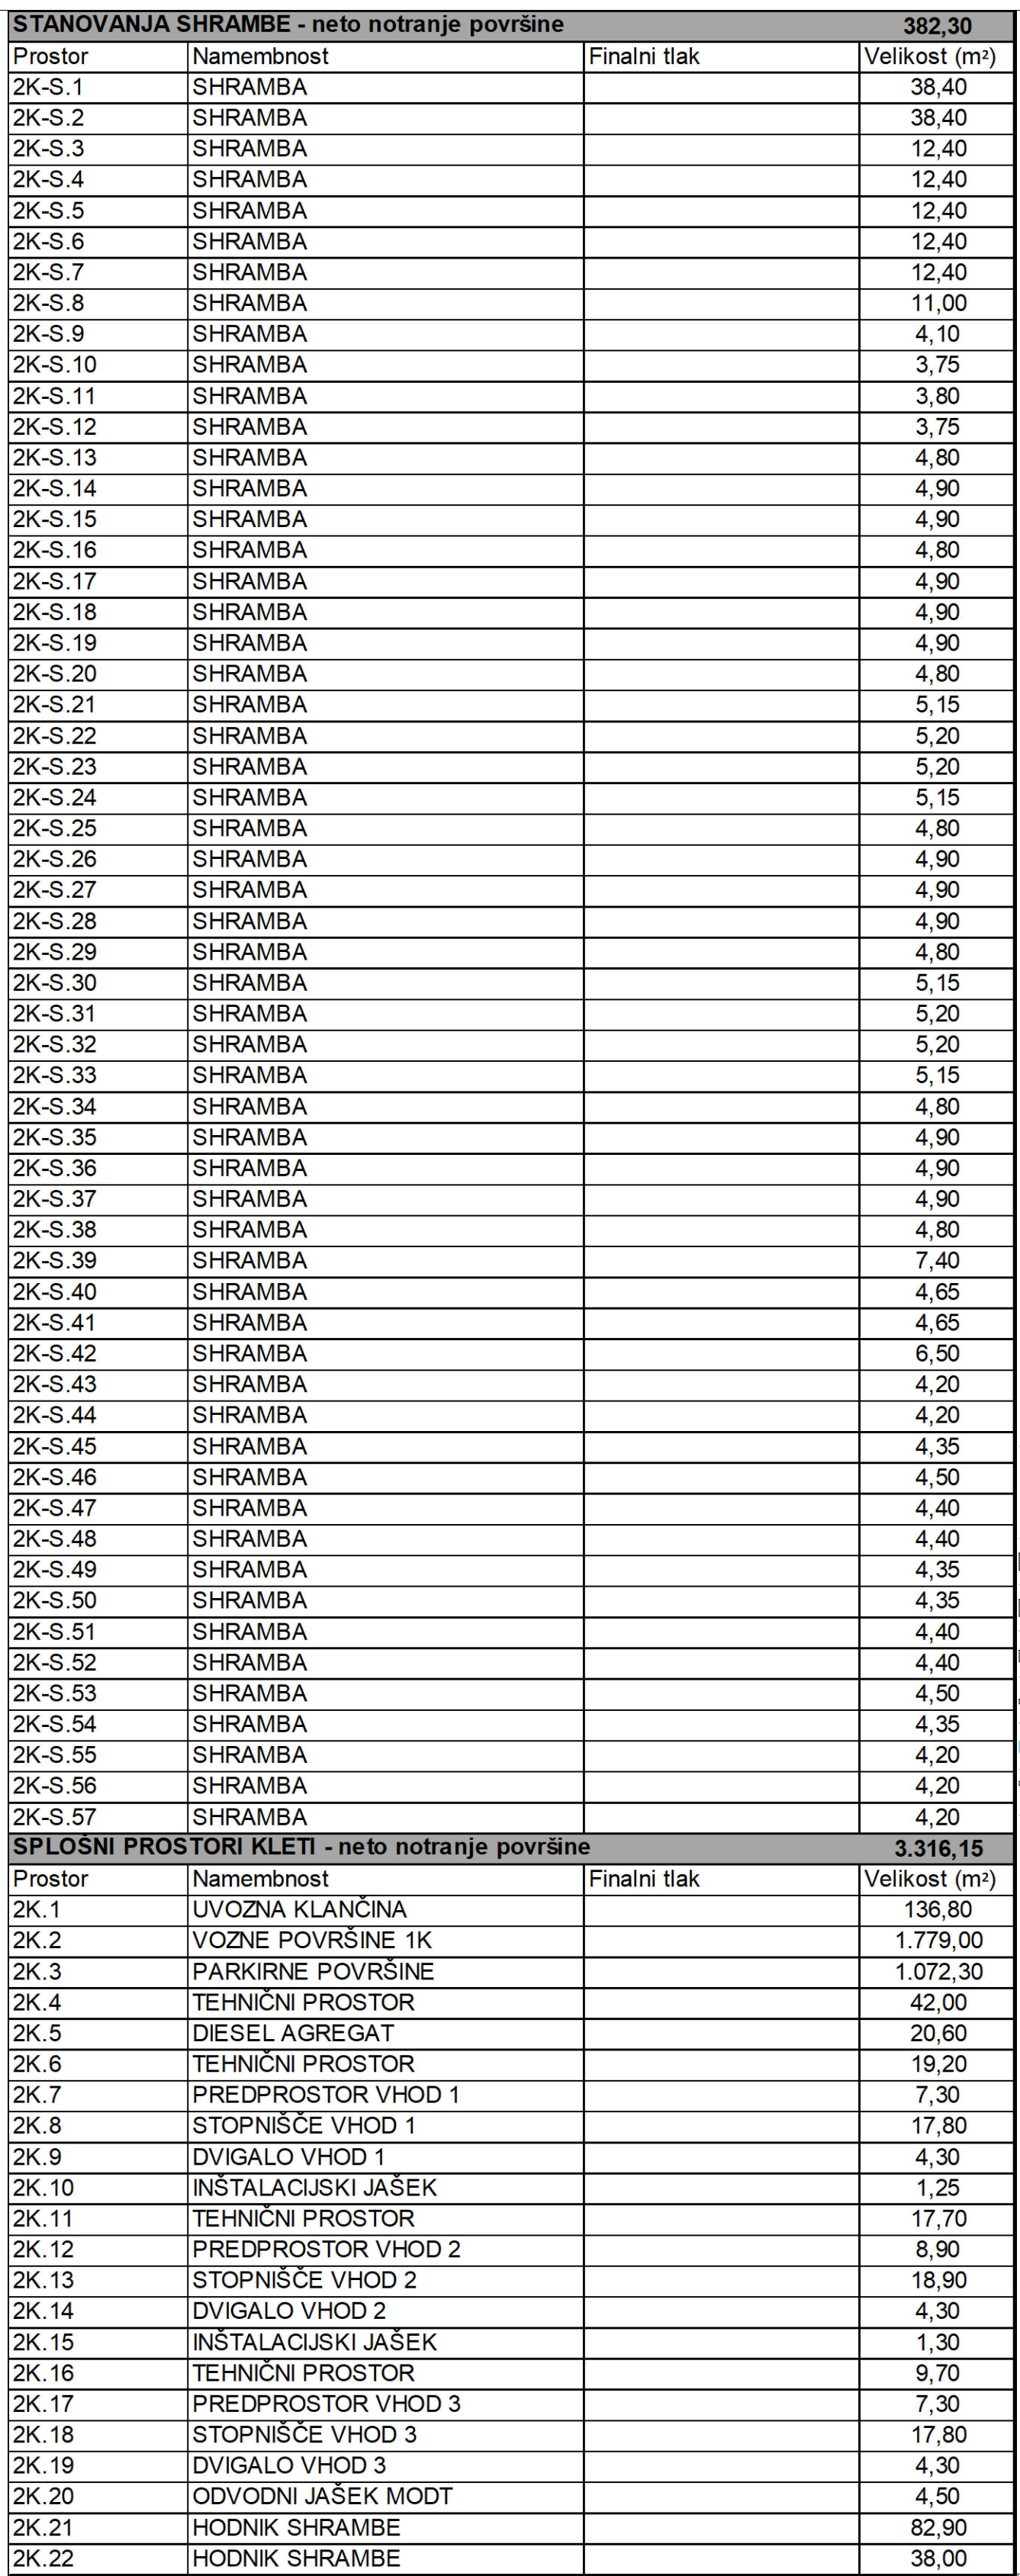 STANOVANJA SHRAMBE - neto notranje površine 382,30
Prostor Namembnost Finalni tlak Velikost (m²)
2K-S.1 SHRAMBA 38,40
2K-S.2 SHRAMBA 38,40
2K-S.3 SHRAMBA 12,40
2K-S.4 SHRAMBA 12,40
2K-S.5 SHRAMBA 12,40
2K-S.6 SHRAMBA 12,40
2K-S.7 SHRAMBA 12,40
2K-S.8 SHRAMBA 11,00
2K-S.9 SHRAMBA 4,10
2K-S.10 SHRAMBA 3,75
2K-S.11 SHRAMBA 3,80
2K-S.12 SHRAMBA 3,75
2K-S.13 SHRAMBA 4,80
2K-S.14 SHRAMBA 4,90
2K-S.15 SHRAMBA 4,90
2K-S.16 SHRAMBA 4,80
2K-S.17 SHRAMBA 4,90
2K-S.18 SHRAMBA 4,90
2K-S.19 SHRAMBA 4,90
2K-S.20 SHRAMBA 4,80
2K-S.21 SHRAMBA 5,15
2K-S.22 SHRAMBA 5,20
2K-S.23 SHRAMBA 5,20
2K-S.24 SHRAMBA 5,15
2K-S.25 SHRAMBA 4,80
2K-S.26 SHRAMBA 4,90
2K-S.27 SHRAMBA 4,90
2K-S.28 SHRAMBA 4,90
2K-S.29 SHRAMBA 4,80
2K-S.30 SHRAMBA 5,15
2K-S.31 SHRAMBA 5,20
2K-S.32 SHRAMBA 5,20
2K-S.33 SHRAMBA 5,15
2K-S.34 SHRAMBA 4,80
2K-S.35 SHRAMBA 4,90
2K-S.36 SHRAMBA 4,90
2K-S.37 SHRAMBA 4,90
2K-S.38 SHRAMBA 4,80
2K-S.39 SHRAMBA 7,40
2K-S.40 SHRAMBA 4,65
2K-S.41 SHRAMBA 4,65
2K-S.42 SHRAMBA 6,50
2K-S.43 SHRAMBA 4,20
2K-S.44 SHRAMBA 4,20
2K-S.45 SHRAMBA 4,35
2K-S.46 SHRAMBA 4,50
2K-S.47 SHRAMBA 4,40
2K-S.48 SHRAMBA 4,40
2K-S.49 SHRAMBA 4,35
2K-S.50 SHRAMBA 4,35
2K-S.51 SHRAMBA 4,40
2K-S.52 SHRAMBA 4,40
2K-S.53 SHRAMBA 4,50
2K-S.54 SHRAMBA 4,35
2K-S.55 SHRAMBA 4,20
2K-S.56 SHRAMBA 4,20
2K-S.57 SHRAMBA 4,20
SPLOŠNI PROSTORI KLETI - neto notranje površine 3.316,15
Prostor Namembnost Finalni tlak Velikost (m²)
2K.1 UVOZNA KLANČINA 136,80
2K.2 VOZNE POVRŠINE 1K 1.779,00
2K.3 PARKIRNE POVRŠINE 1.072,30
2K.4 TEHNIČNI PROSTOR 42,00
2K.5 DIESEL AGREGAT 20,60
2K.6 TEHNIČNI PROSTOR 19,20
2K.7 PREDPROSTOR VHOD 1 7,30
2K.8 STOPNIŠČE VHOD 1 17,80
2K.9 DVIGALO VHOD 1 4,30
2K.10 INŠTALACIJSKI JAŠEK 1,25
2K.11 TEHNIČNI PROSTOR 17,70
2K.12 PREDPROSTOR VHOD 2 8,90
2K.13 STOPNIŠČE VHOD 2 18,90
2K.14 DVIGALO VHOD 2 4,30
2K.15 INŠTALACIJSKI JAŠEK 1,30
2K.16 TEHNIČNI PROSTOR 9,70
2K.17 PREDPROSTOR VHOD 3 7,30
2K.18 STOPNIŠČE VHOD 3 17,80
2K.19 DVIGALO VHOD 3 4,30
2K.20 ODVODNI JAŠEK MODT 4,50
2K.21 HODNIK SHRAMBE 82,90
2K.22 HODNIK SHRAMBE 38,00